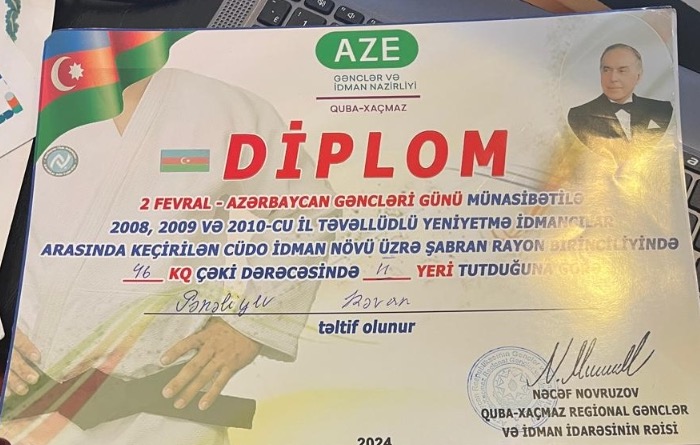 AZE
GƏNCLƏR VƏ
İDMAN NAZİRLİYİ
QUBA-XAÇMAZ
DİPLOM
2 FEVRAL - AZƏRBAYCAN GƏNCLƏRİ GÜNÜ MÜNASİBƏTİLƏ
2008, 2009 VƏ 2010-CU İL TƏVƏLLÜDLÜ YENİYETMƏ İDMANÇILAR
ARASINDA KEÇİRİLƏN CÜDO İDMAN NÖVÜ ÜZRƏ ŞABRAN RAYON BİRİNCİLİYİNDƏ
46 KQ ÇƏKİ DƏRƏCƏSİNDƏ II YERİ TUTDUĞUNA GÖRƏ
Rəvan
təltif olunur
NƏCƏF NOVRUZOV
QUBA-XAÇMAZ REGIONAL GƏNCLƏR
VƏ İDMAN İDARƏSİNİN RƏİSİ
2024